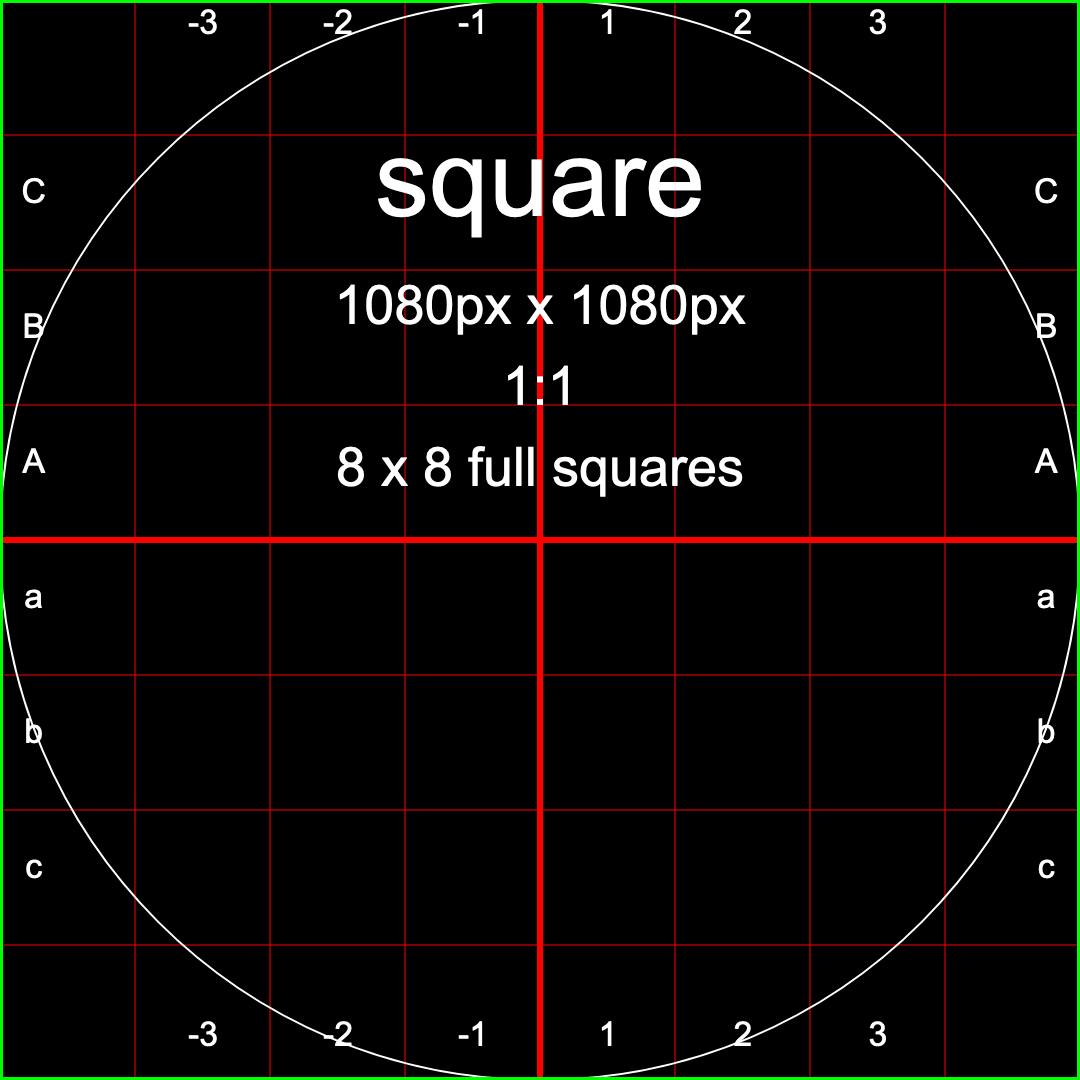 -3 -2 -1 1 2 3
square
C C
1080px x 1080px
B B
1:1
A A
8 x 8 full squares
a a
b b
c c
-3 -2 -1 1 2 3